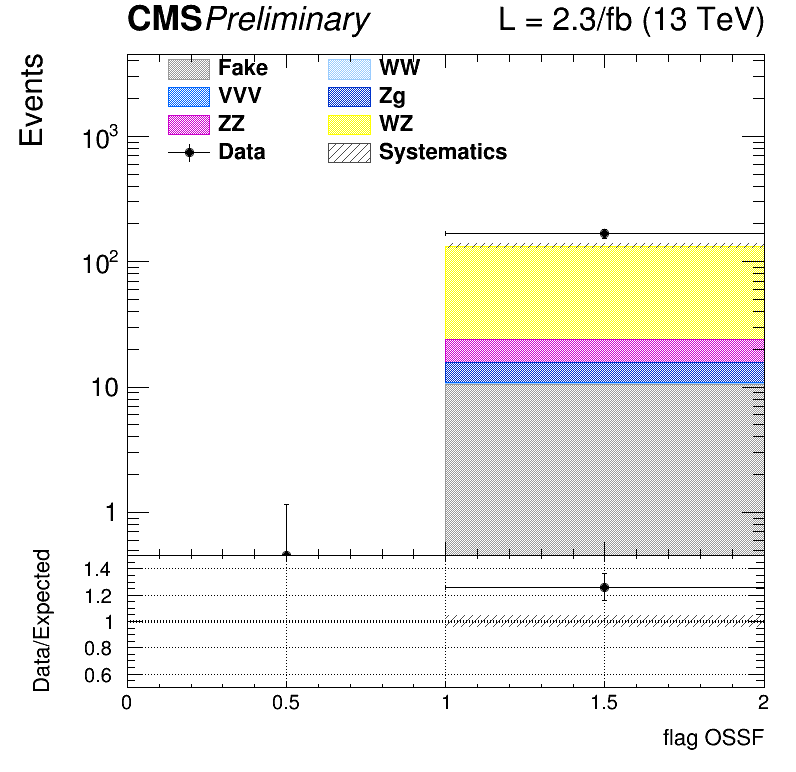 CMS Preliminary L = 2.3/fb (13 TeV)
Events
Fake WW
VVV Zg
ZZ WZ
Data Systematics
10³
10²
10
1
Data/Expected
1.4
1.2
1
0.8
0.6
0 0.5 1 1.5 2
flag OSSF